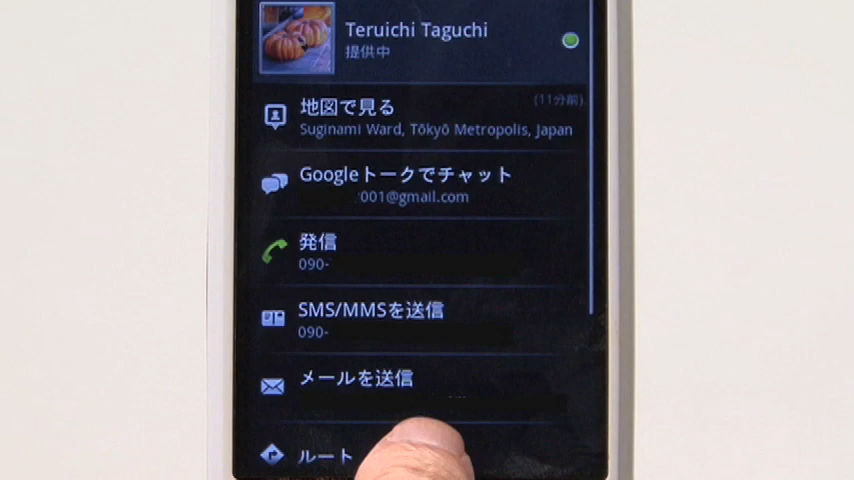 Teruichi Taguchi
提供中
地図で見る
(11分前)
Suginami Ward, Tōkyō Metropolis, Japan
Googleトークでチャット
001@gmail.com
発信
090-
SMS/MMSを送信
090-
メールを送信
ルート